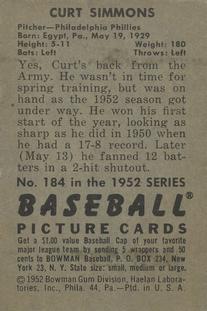 CURT SIMMONS
Pitcher—Philadelphia Phillies
Born: Egypt, Pa., May 19, 1929
Height: 5-11 Weight: 180
Bats: Left Throws: Left
Yes, Curt's back from the
Army. He wasn't in time for
spring training, but was on
hand as the 1952 season got
under way. He won his first
start of the year, looking
sharp as he did in 1950 when
he had a 17-8 record. Later
(May 13) he fanned 12 bat-
ters in a 2-hit shutout.
No. 184 in the 1952 SERIES
BASEBALL®
PICTURE CARDS
Get a $1.00 value Baseball Cap of your favorite
major league team by sending 5 wrappers and 50
cents to BOWMAN BASEBALL, P. O. BOX 234, New
York 23, N. Y. State size: small, medium or large.
©1952 Bowman Gum Division, Haelan Labora-
tories, Inc., Phila. 44, Pa.—Ptd. in U. S. A.